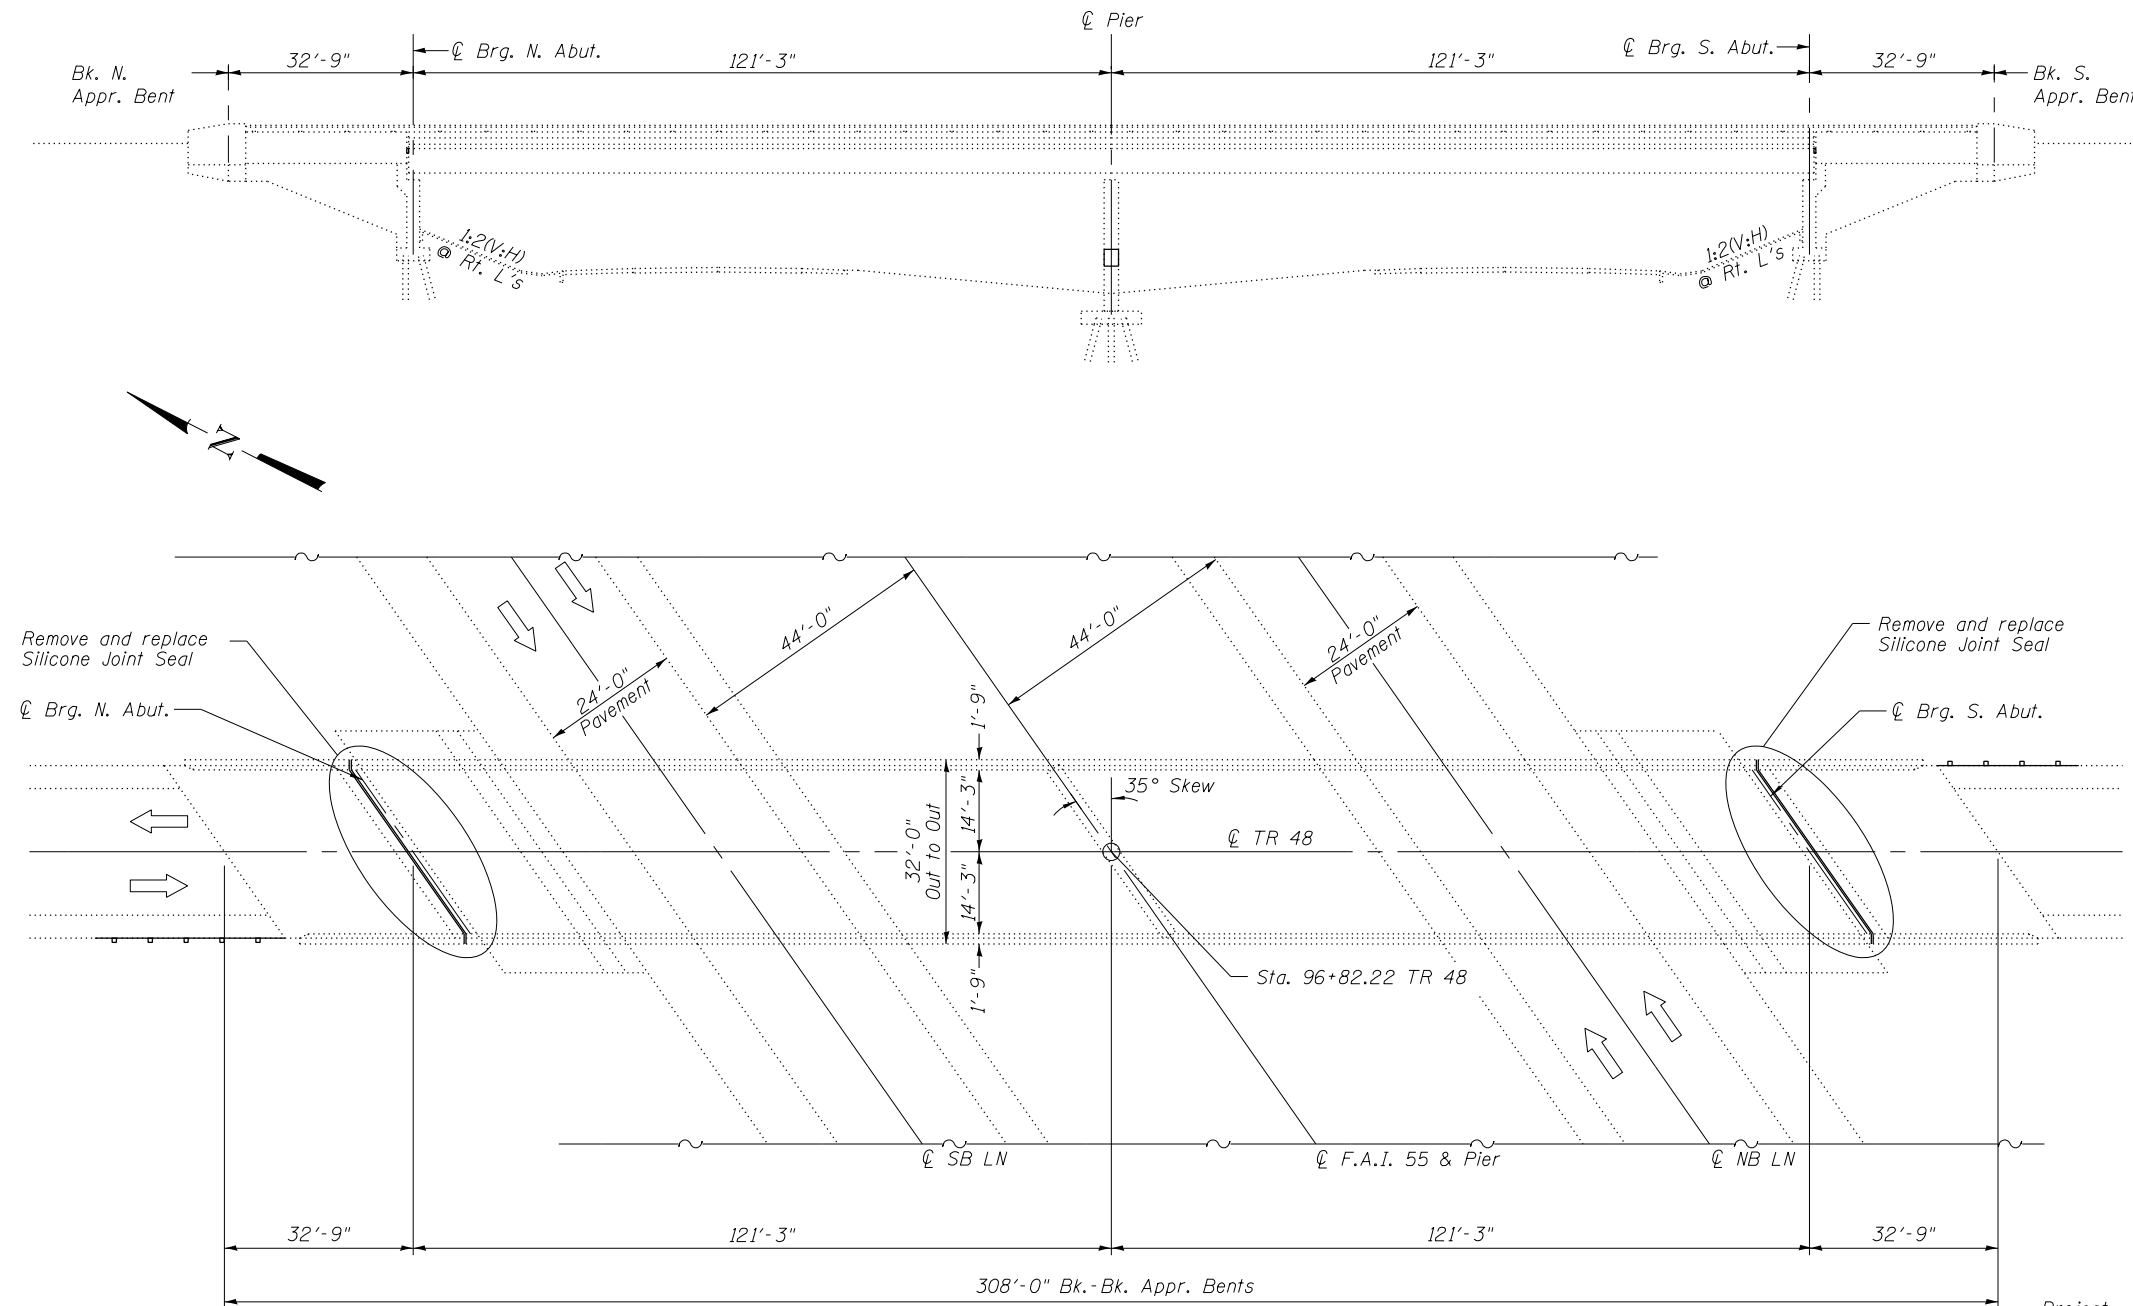 ℄ Pier
℄ Brg. N. Abut.
℄ Brg. S. Abut.
32'-9"
121'-3"
121'-3"
32'-9"
Bk. N.
Appr. Bent
Bk. S.
Appr. Bent
1:2(V:H)
@ Rt. L's
1:2(V:H)
@ Rt. L's
N
Remove and replace
Silicone Joint Seal
℄ Brg. N. Abut.
24'-0"
Pavement
44'-0"
44'-0"
24'-0"
Pavement
Remove and replace
Silicone Joint Seal
℄ Brg. S. Abut.
1'-9"
14'-3"
32'-0"
Out to Out
14'-3"
1'-9"
35° Skew
℄ TR 48
Sta. 96+82.22 TR 48
℄ SB LN
℄ F.A.I. 55 & Pier
℄ NB LN
32'-9"
121'-3"
121'-3"
32'-9"
308'-0" Bk.-Bk. Appr. Bents
Project